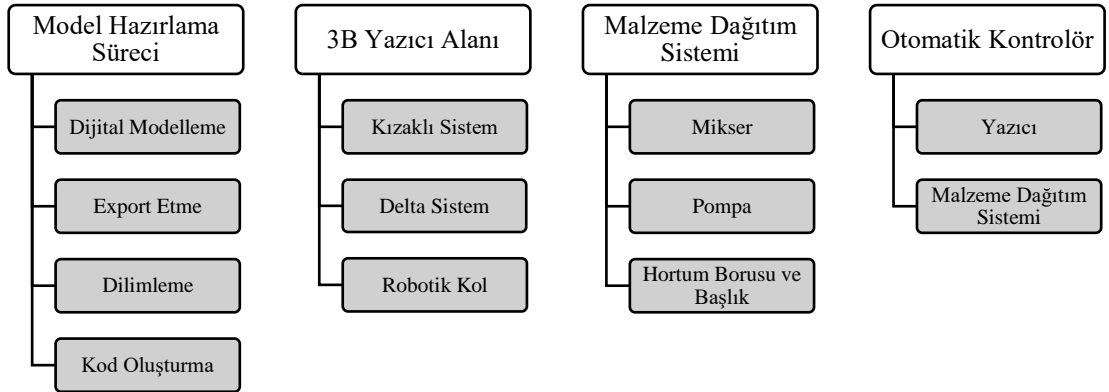 Model Hazırlama
Süreci
Dijital Modelleme
Export Etme
Dilimleme
Kod Oluşturma
3B Yazıcı Alanı
Kızaklı Sistem
Delta Sistem
Robotik Kol
Malzeme Dağıtım
Sistemi
Mikser
Pompa
Hortum Borusu ve
Başlık
Otomatik Kontrolör
Yazıcı
Malzeme Dağıtım
Sistemi